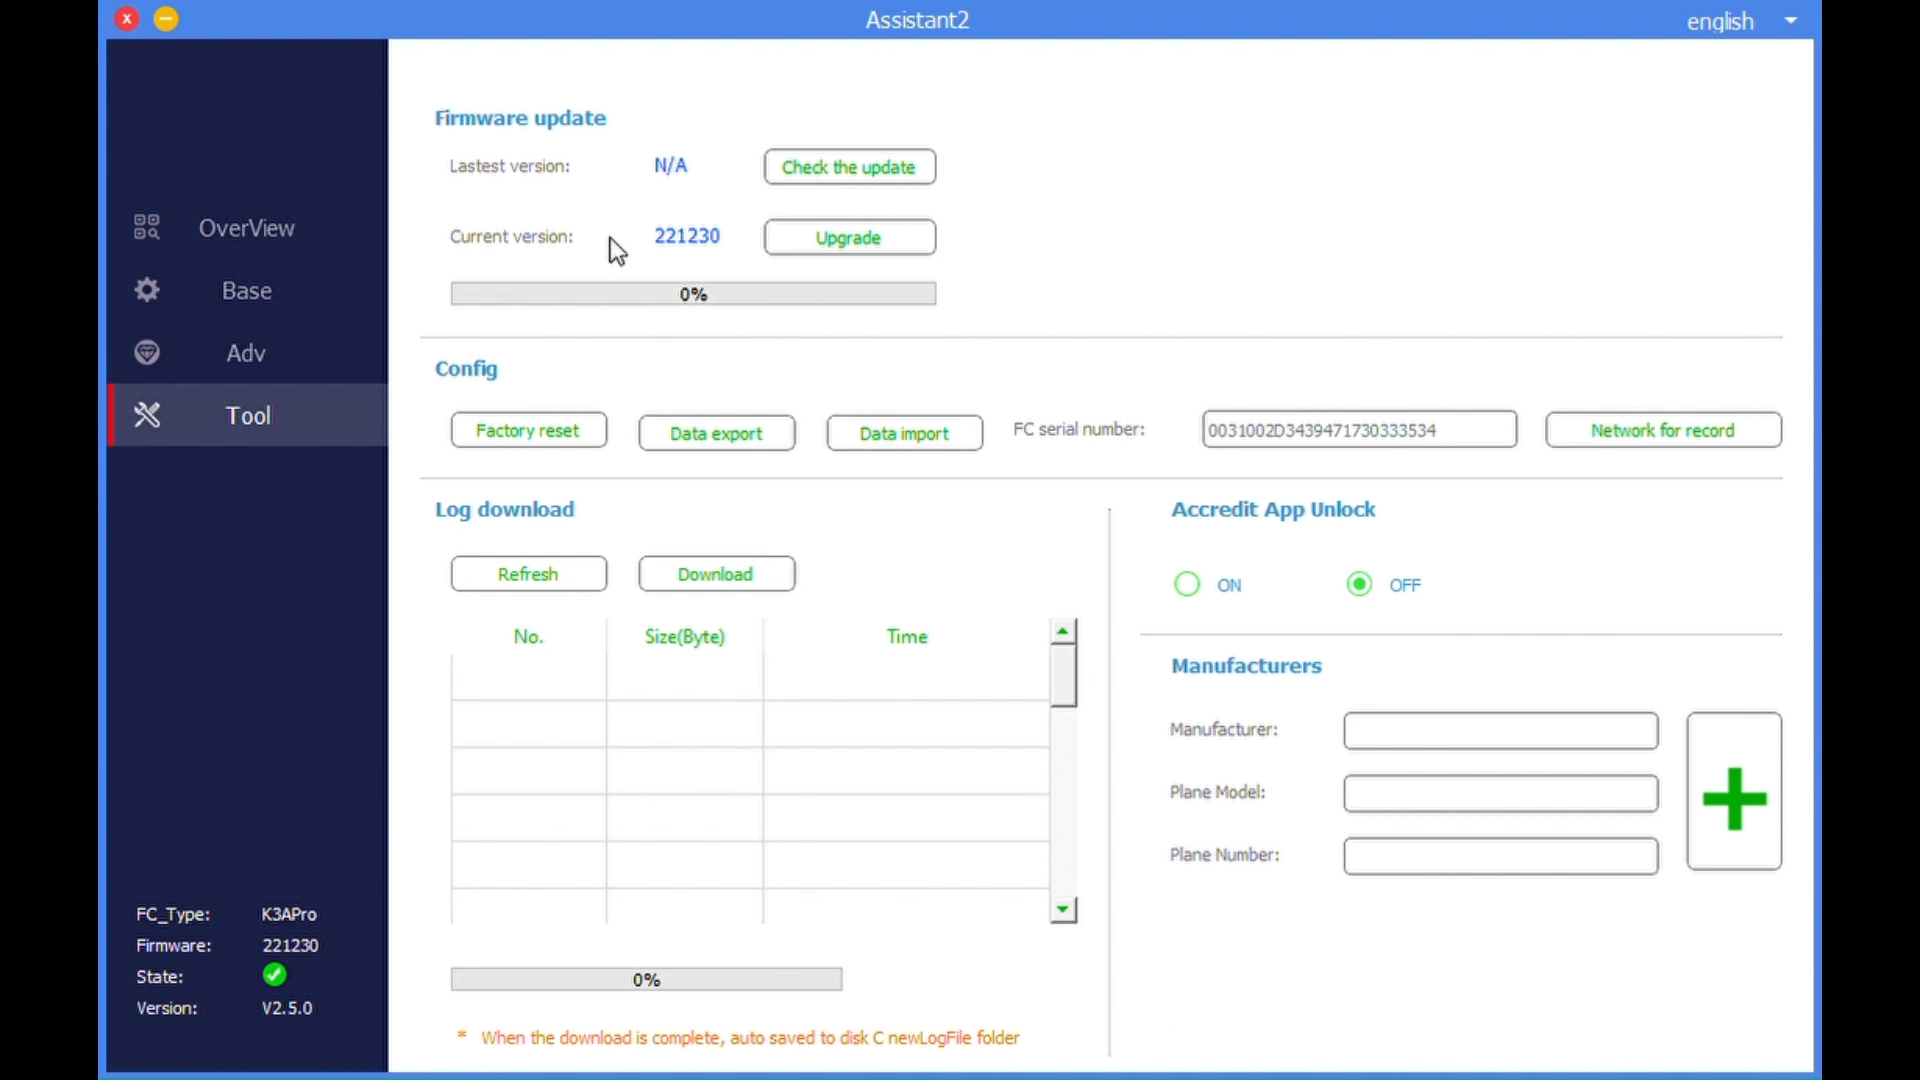 x
Assistant2
english
OverView
Base
Adv
Tool
FC_Type: K3APro
Firmware: 221230
State:
Version: V2.5.0
Firmware update
Lastest version: N/A Check the update
Current version: 221230 Upgrade
0%
Config
Factory reset Data export Data import FC serial number: 0031002D3439471730333534 Network for record
Log download
Refresh Download
No. Size(Byte) Time
0%
* When the download is complete, auto saved to disk C newLogFile folder
Accredit App Unlock
ON OFF
Manufacturers
Manufacturer:
Plane Model:
Plane Number: